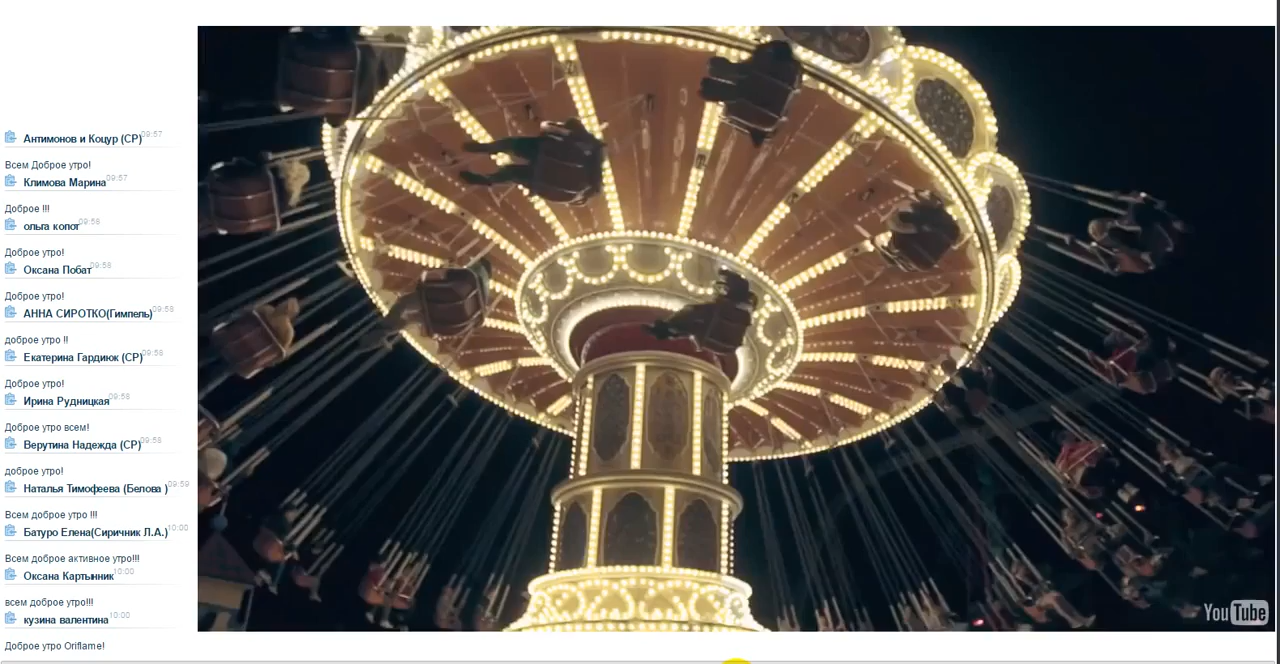 Антимонов и Коцур (СР) 09:57
Всем Доброе утро!
Климова Марина 09:57
Доброе !!!
ольга копот 09:58
Доброе утро!
Оксана Побат 09:58
Доброе утро!
АННА СИРОТКО(Гимпель) 09:58
доброе утро !!
Екатерина Гардиюк (СР) 09:58
Доброе утро!
Ирина Рудницкая 09:58
Доброе утро всем!
Верутина Надежда (СР) 09:58
доброе утро!
Наталья Тимофеева (Белова ) 09:59
Всем доброе утро !!!
Батуро Елена(Сиричник Л.А.) 10:00
Всем доброе активное утро!!!
Оксана Картынник 10:00
всем доброе утро!!!
кузина валентина 10:00
Доброе утро Oriflame!
YouTube